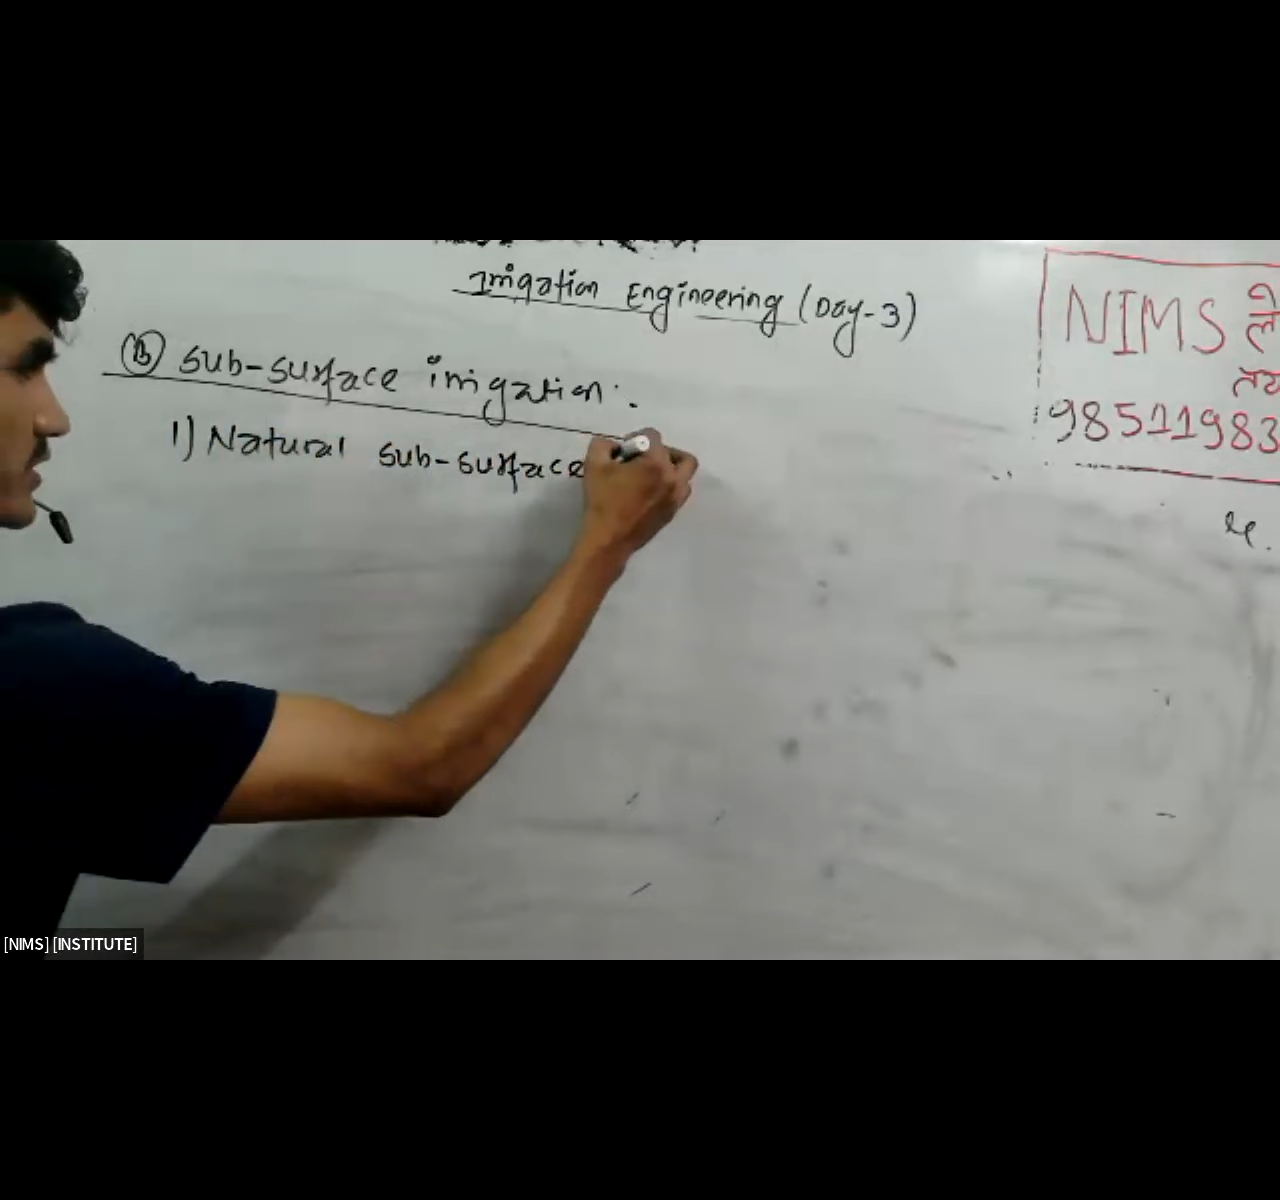 Irrigation Engineering (Day-3)
(B) Sub-surface irrigation :
1) Natural sub-surface
NIMS
98511983
[NIMS] [INSTITUTE]